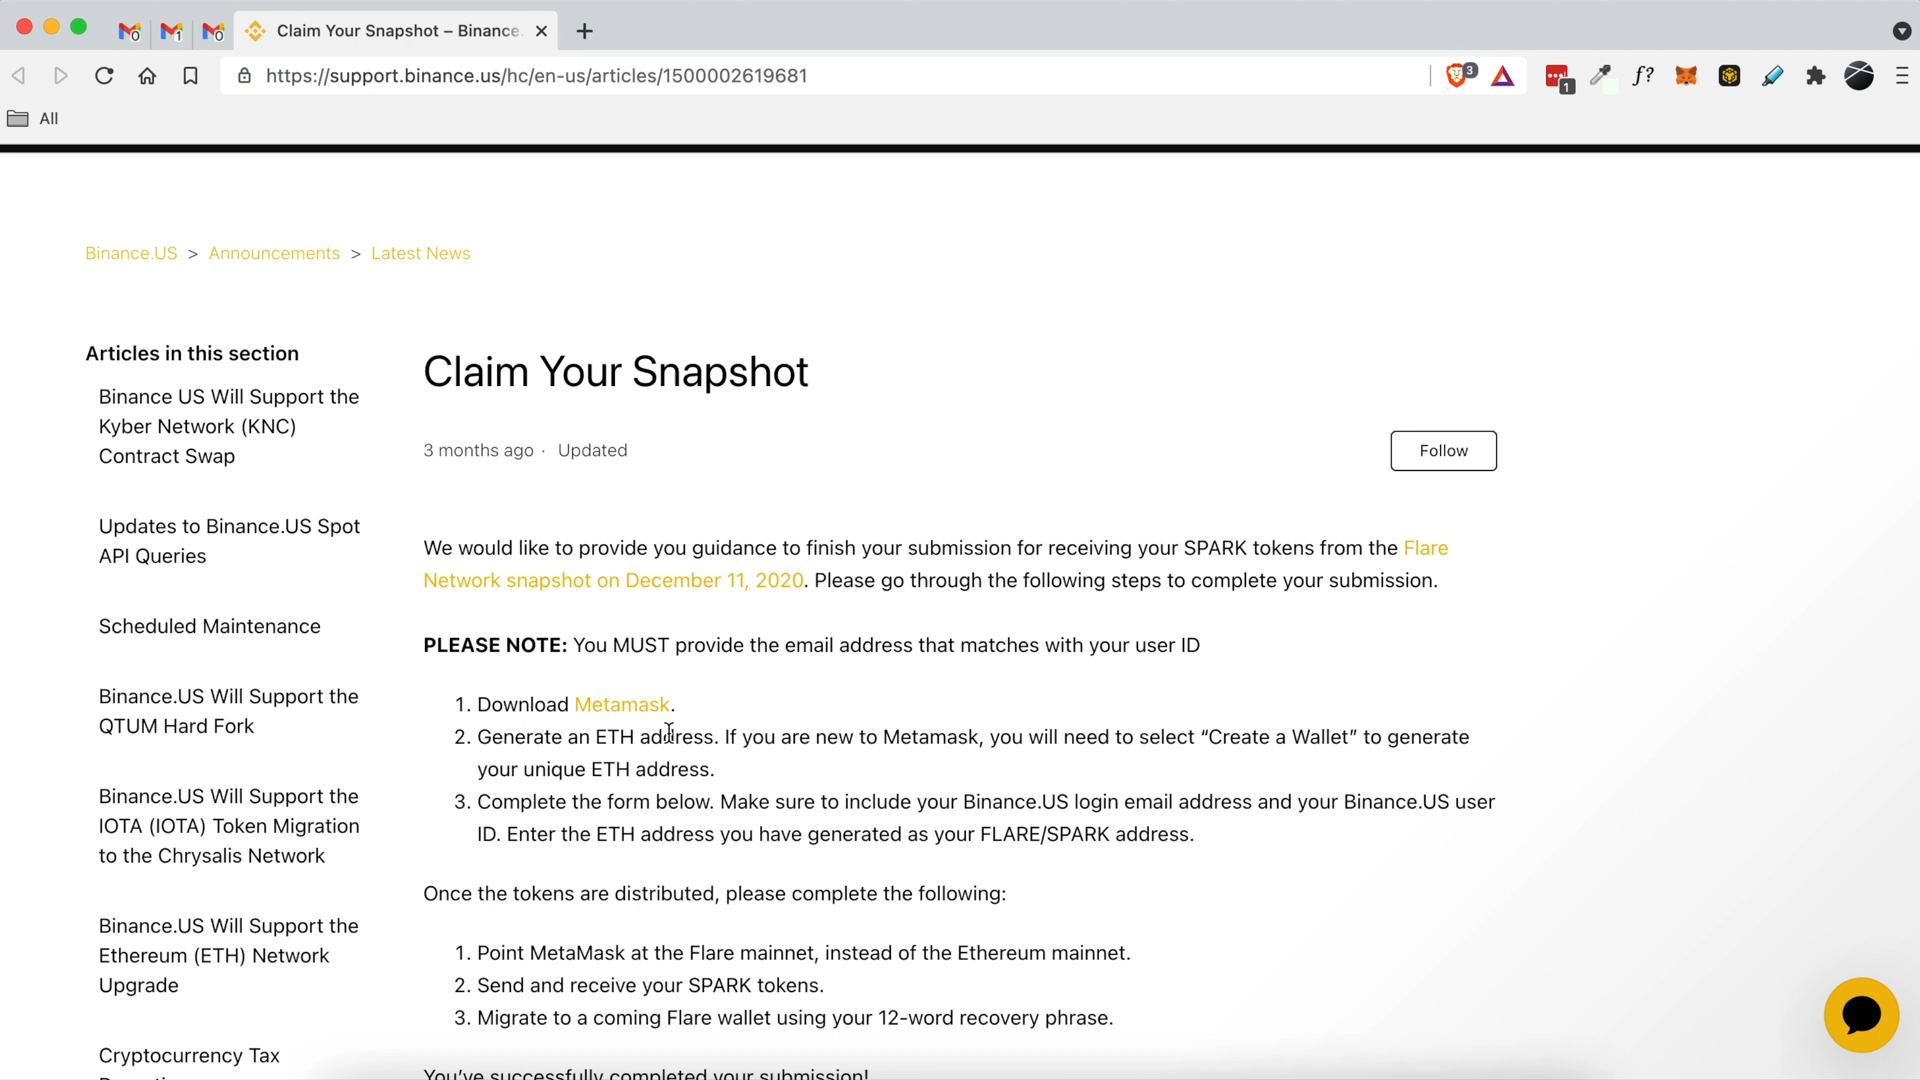 0
1
0
Claim Your Snapshot – Binance.
https://support.binance.us/hc/en-us/articles/1500002619681
3
1
f?
All
Binance.US > Announcements > Latest News
Articles in this section
Binance US Will Support the
Kyber Network (KNC)
Contract Swap
Updates to Binance.US Spot
API Queries
Scheduled Maintenance
Binance.US Will Support the
QTUM Hard Fork
Binance.US Will Support the
IOTA (IOTA) Token Migration
to the Chrysalis Network
Binance.US Will Support the
Ethereum (ETH) Network
Upgrade
Cryptocurrency Tax
Claim Your Snapshot
3 months ago · Updated
Follow
We would like to provide you guidance to finish your submission for receiving your SPARK tokens from the Flare
Network snapshot on December 11, 2020. Please go through the following steps to complete your submission.
PLEASE NOTE: You MUST provide the email address that matches with your user ID
1. Download Metamask.
2. Generate an ETH address. If you are new to Metamask, you will need to select “Create a Wallet” to generate
your unique ETH address.
3. Complete the form below. Make sure to include your Binance.US login email address and your Binance.US user
ID. Enter the ETH address you have generated as your FLARE/SPARK address.
Once the tokens are distributed, please complete the following:
1. Point MetaMask at the Flare mainnet, instead of the Ethereum mainnet.
2. Send and receive your SPARK tokens.
3. Migrate to a coming Flare wallet using your 12-word recovery phrase.
You've successfully completed your submission!